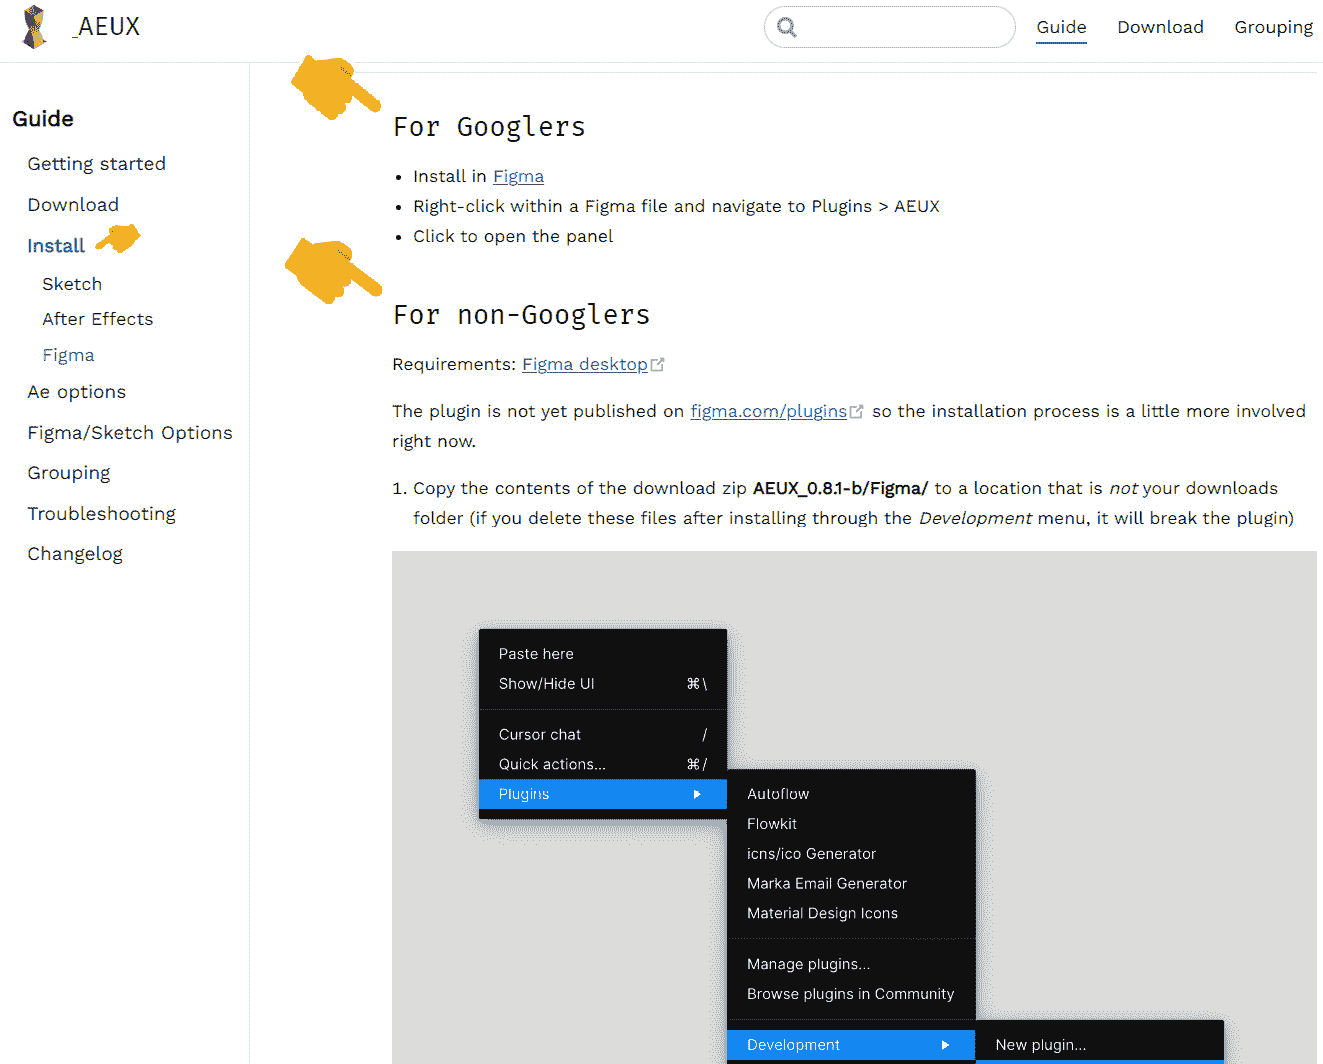 _AEUX
Guide Download Grouping
Guide
Getting started
Download
Install
Sketch
After Effects
Figma
Ae options
Figma/Sketch Options
Grouping
Troubleshooting
Changelog
For Googlers
• Install in Figma
• Right-click within a Figma file and navigate to Plugins > AEUX
• Click to open the panel
For non-Googlers
Requirements: Figma desktop
The plugin is not yet published on figma.com/plugins so the installation process is a little more involved
right now.
1. Copy the contents of the download zip AEUX_0.8.1-b/Figma/ to a location that is not your downloads
folder (if you delete these files after installing through the Development menu, it will break the plugin)
Paste here
Show/Hide UI ⌘\
Cursor chat /
Quick actions... ⌘/
Plugins
Autoflow
Flowkit
icns/ico Generator
Marka Email Generator
Material Design Icons
Manage plugins...
Browse plugins in Community
Development
New plugin...